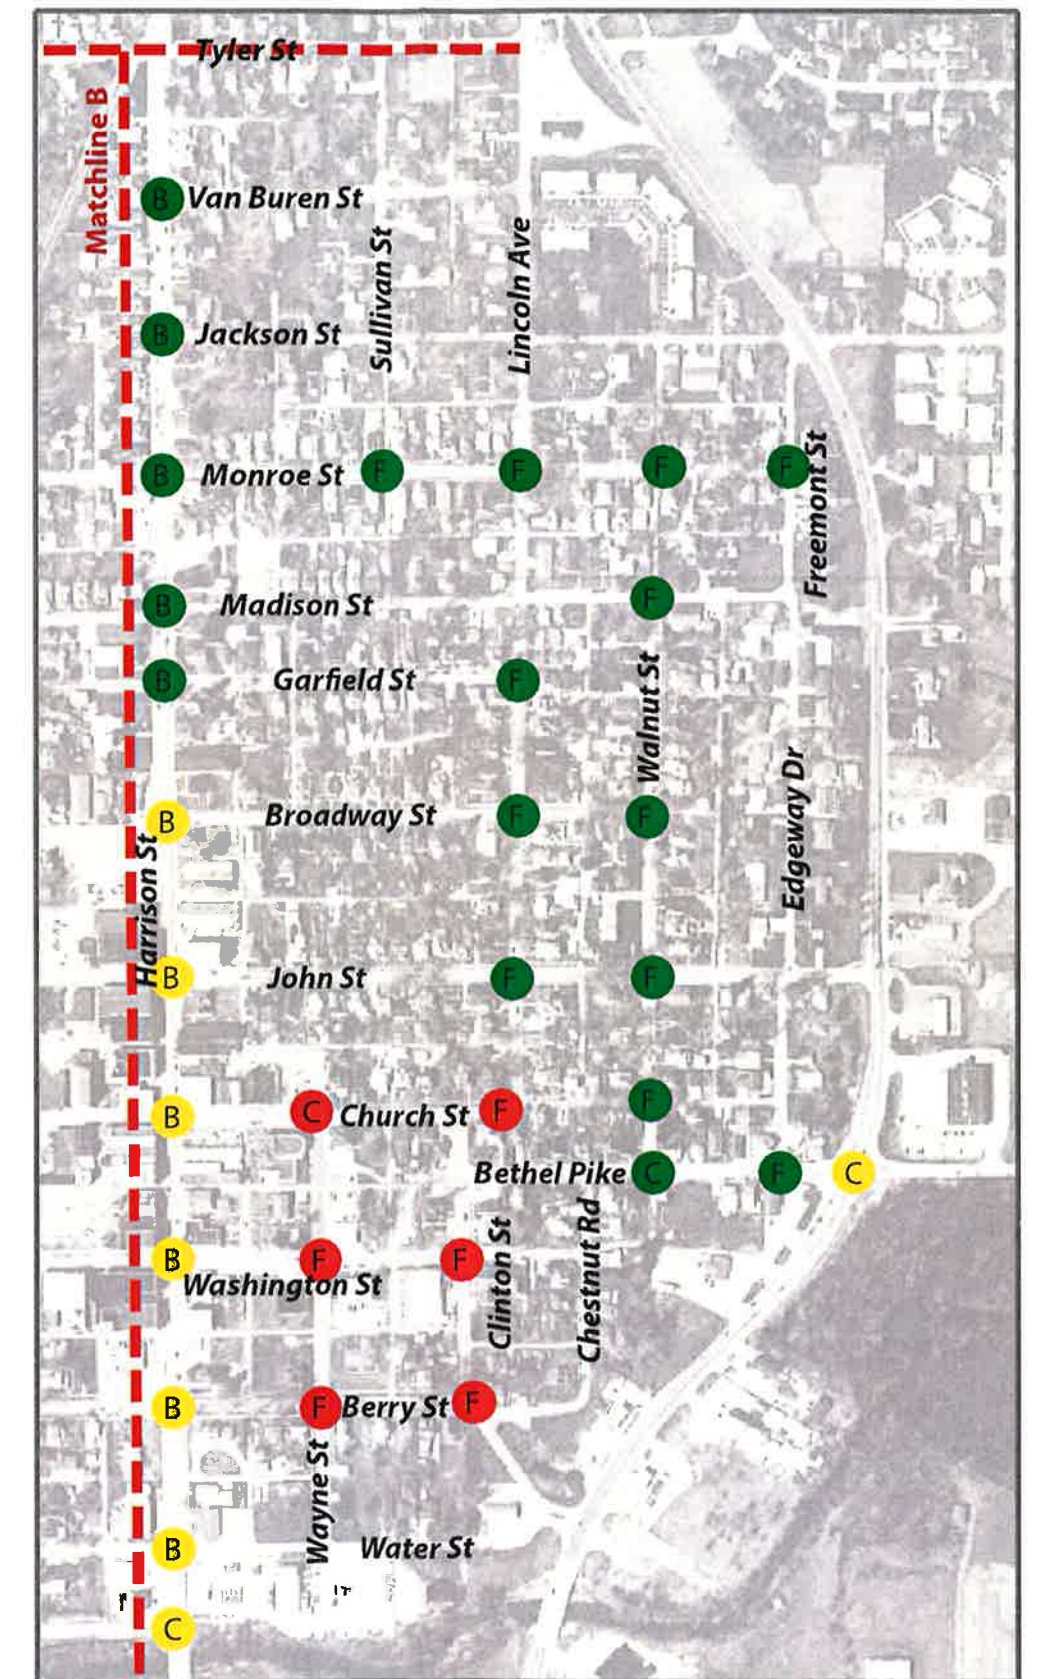 Tyler St
Matchline B
B Van Buren St
Sullivan St
Lincoln Ave
B Jackson St
B Monroe St F F F F
Freemont St
B Madison St F
B Garfield St F
Walnut St
B Broadway St F F
Edgeway Dr
Harrison St
B John St F F
B C Church St F F
Bethel Pike C F C
B F F
Washington St
Clinton St
Chestnut Rd
B F Berry St F
Wayne St
B Water St
C